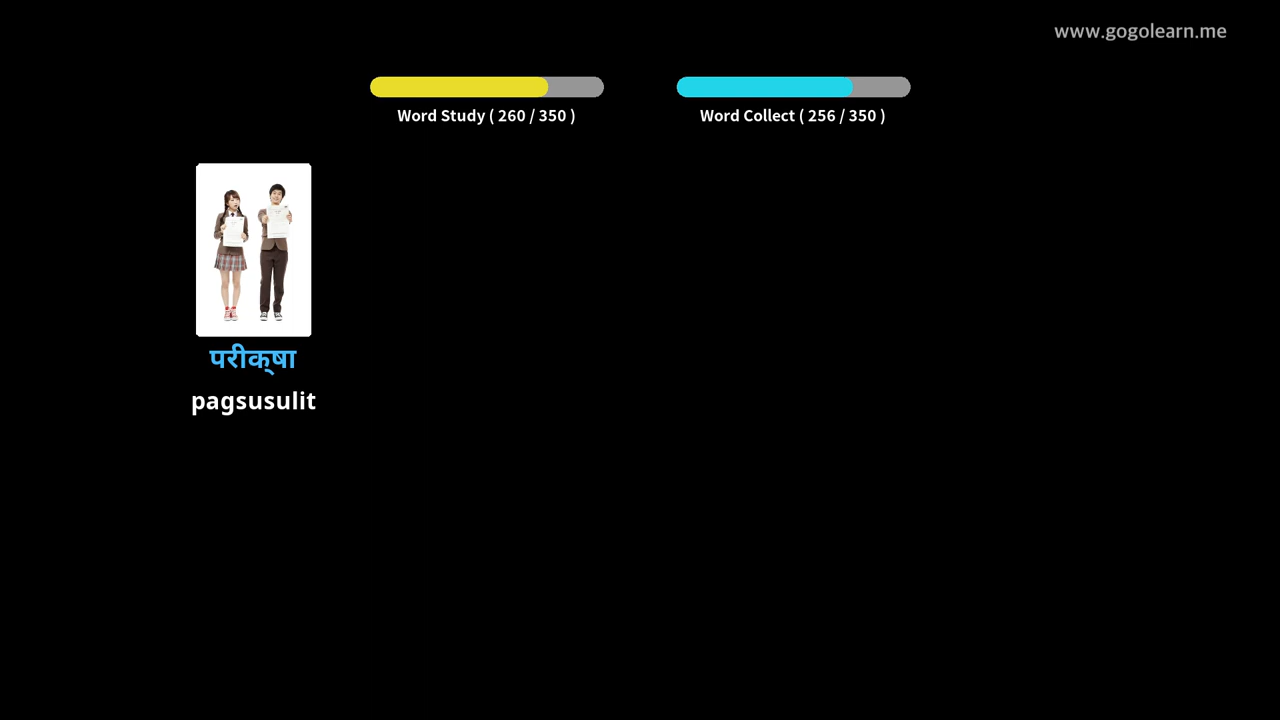 www.gogolearn.me
Word Study ( 260 / 350 )
Word Collect ( 256 / 350 )
परीक्षा
pagsusulit